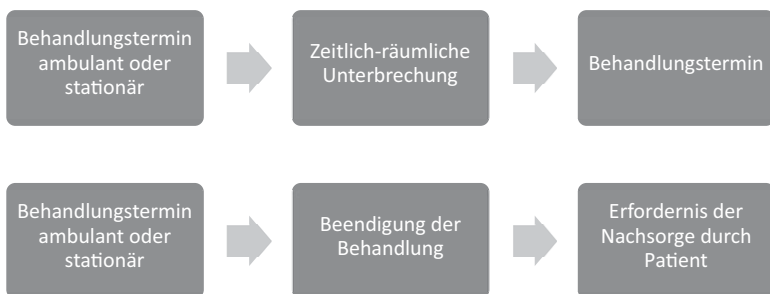 Behandlungstermin
ambulant oder
stationär
Zeitlich-räumliche
Unterbrechung
Behandlungstermin
Behandlungstermin
ambulant oder
stationär
Beendigung der
Behandlung
Erfordernis der
Nachsorge durch
Patient